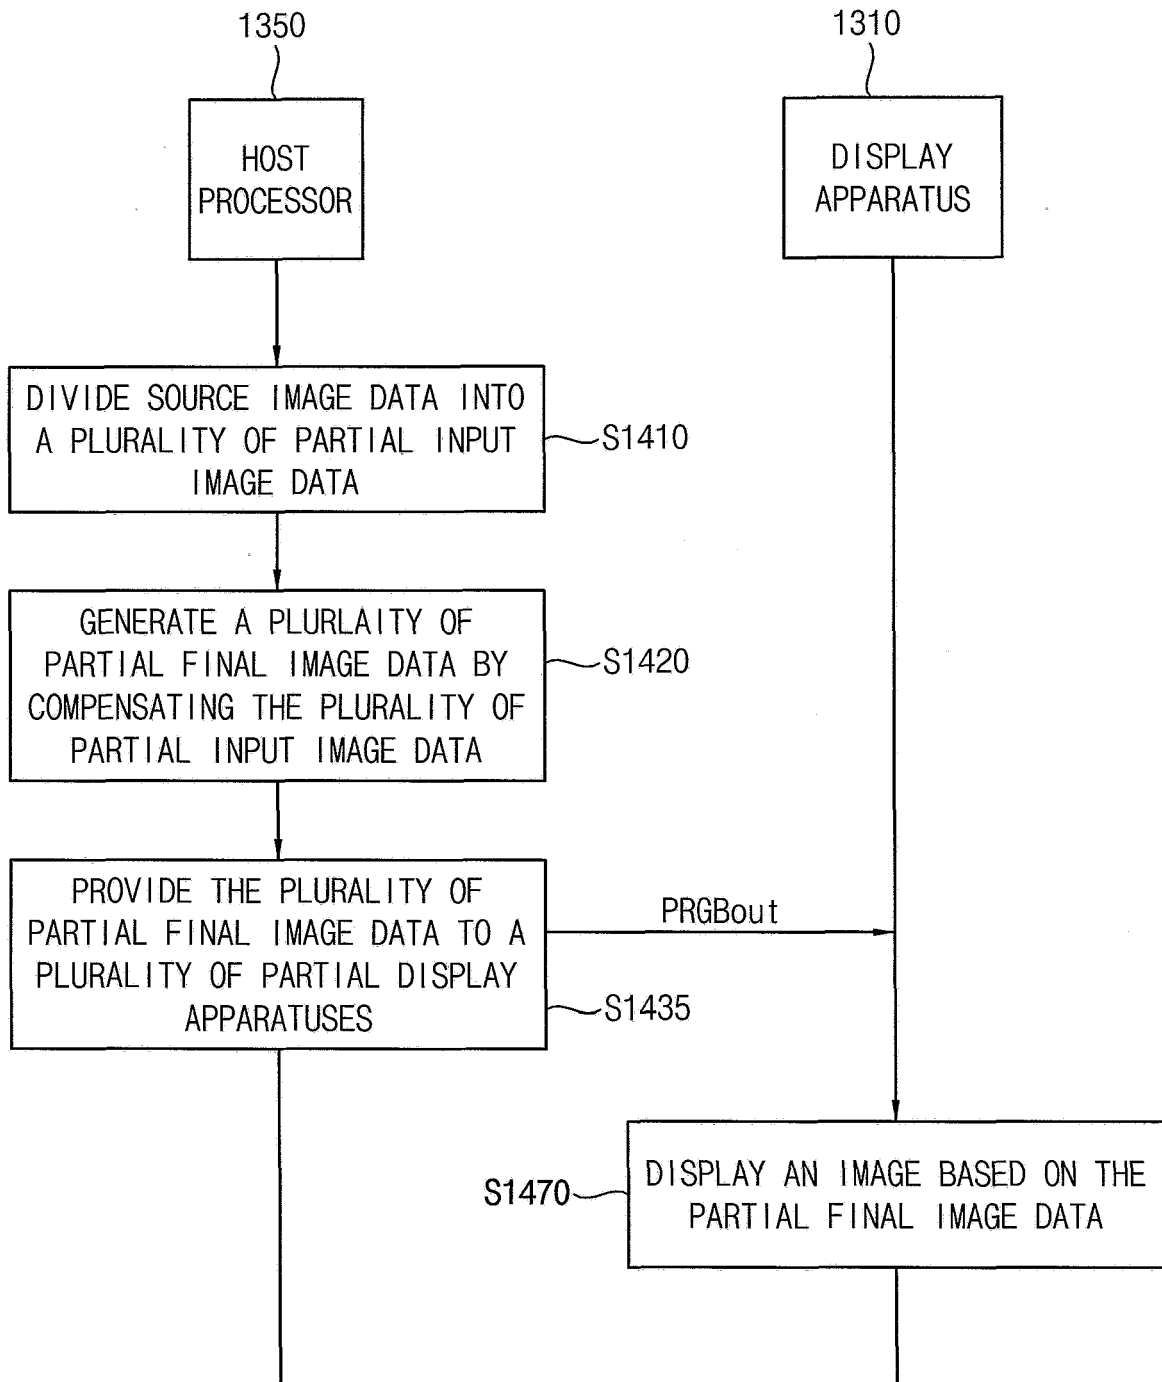 1350
1310
HOST
PROCESSOR
DISPLAY
APPARATUS
DIVIDE SOURCE IMAGE DATA INTO
A PLURALITY OF PARTIAL INPUT
IMAGE DATA
S1410
GENERATE A PLURLAITY OF
PARTIAL FINAL IMAGE DATA BY
COMPENSATING THE PLURALITY OF
PARTIAL INPUT IMAGE DATA
S1420
PROVIDE THE PLURALITY OF
PARTIAL FINAL IMAGE DATA TO A
PLURALITY OF PARTIAL DISPLAY
APPARATUSES
S1435
PRGBout
S1470
DISPLAY AN IMAGE BASED ON THE
PARTIAL FINAL IMAGE DATA